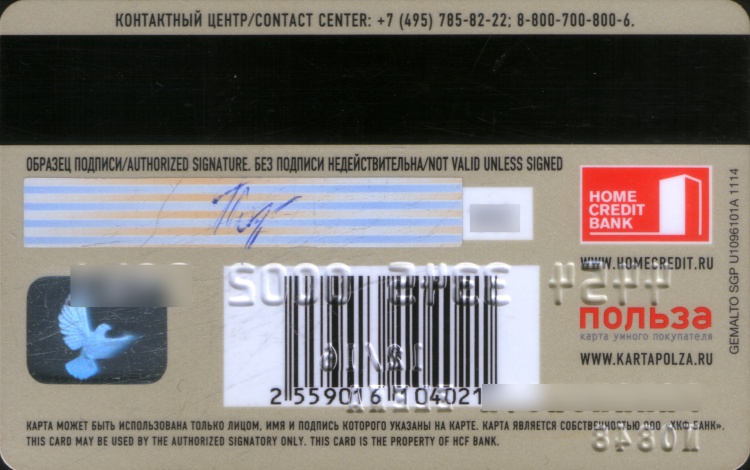 КОНТАКТНЫЙ ЦЕНТР/CONTACT CENTER: +7 (495) 785-82-22; 8-800-700-800-6.
ОБРАЗЕЦ ПОДПИСИ/AUTHORIZED SIGNATURE. БЕЗ ПОДПИСИ НЕДЕЙСТВИТЕЛЬНА/NOT VALID UNLESS SIGNED
HOME
CREDIT
BANK
WWW.HOMECREDIT.RU
польза
карта умного покупателя
WWW.KARTAPOLZA.RU
GEMALTO SGP U1096101A 1114
2 559016 104021
КАРТА МОЖЕТ БЫТЬ ИСПОЛЬЗОВАНА ТОЛЬКО ЛИЦОМ, ИМЯ И ПОДПИСЬ КОТОРОГО УКАЗАНЫ НА КАРТЕ. КАРТА ЯВЛЯЕТСЯ СОБСТВЕННОСТЬЮ ООО «ХКФ БАНК».
THIS CARD MAY BE USED BY THE AUTHORIZED SIGNATORY ONLY. THIS CARD IS THE PROPERTY OF HCF BANK.